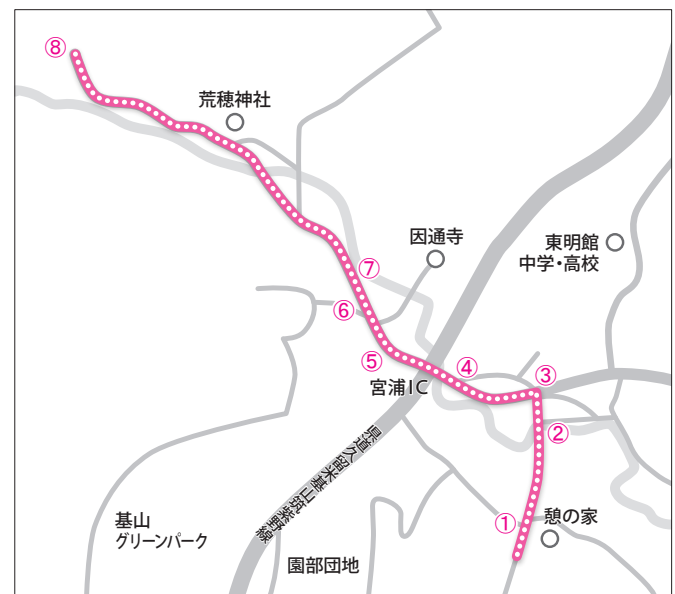 ⑧
荒穂神社
因通寺
東明館
中学・高校
⑦
⑥
⑤
④
③
宮浦IC
②
県道久留米基山筑紫野線
①
憩の家
基山
グリーンパーク
園部団地